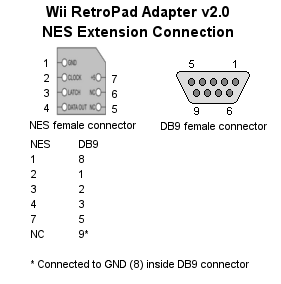 Wii RetroPad Adapter v2.0
NES Extension Connection
1 GND
2 CLOCK + 7
3 LATCH NC 6
4 DATA OUT NC 5
NES female connector
5 1
9 6
DB9 female connector
NES DB9
1 8
2 1
3 2
4 3
7 5
NC 9*
* Connected to GND (8) inside DB9 connector